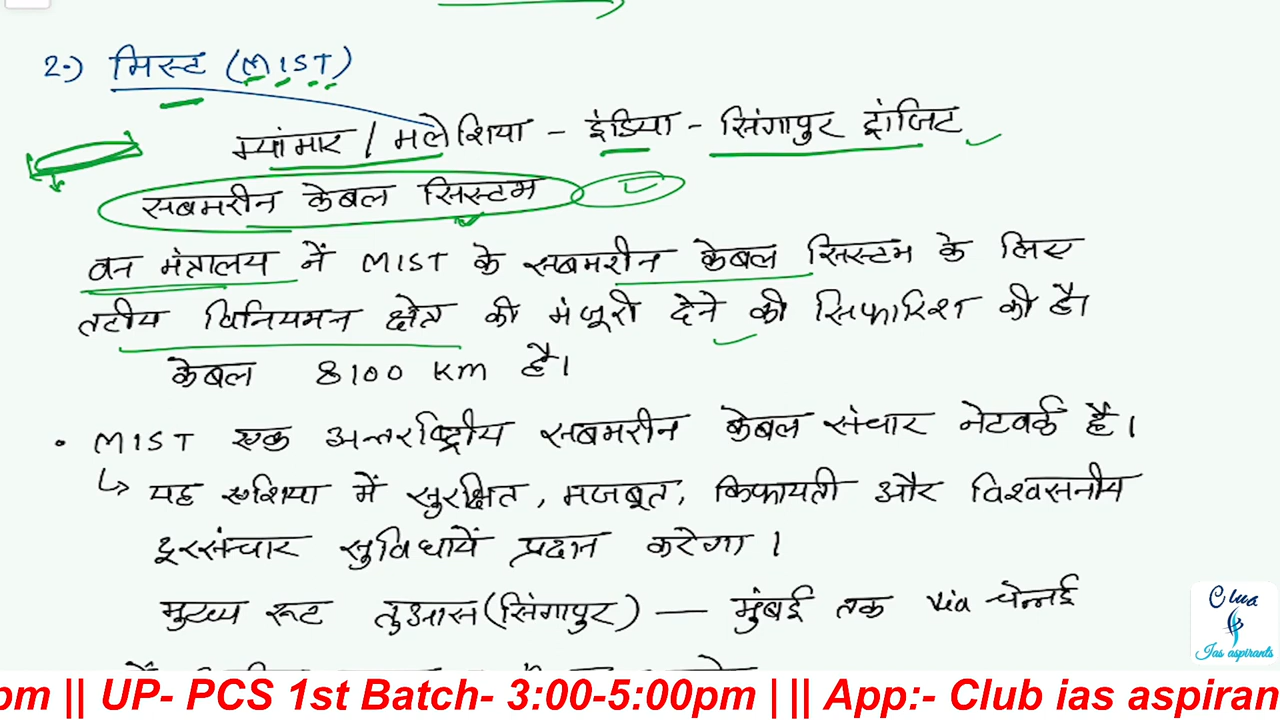 2.) मिस्ट (MIST)
म्यांमार / मलेशिया - इंडिया - सिंगापुर ट्रांजिट
सबमरीन केबल सिस्टम
वन मंत्रालय में MIST के सबमरीन केबल सिस्टम के लिए
तटीय विनियमन क्षेत्र की मंजूरी देने की सिफारिश की है।
केबल 8100 KM है।
• MIST एक अन्तर्राष्ट्रीय सबमरीन केबल संचार नेटवर्क है।
↳ यह एशिया में सुरक्षित, मजबूत, किफायती और विश्वसनीय
दूरसंचार सुविधायें प्रदान करेगा।
मुख्य रूट तुआस (सिंगापुर) — मुंबई तक via चेन्नई
Club
Ias aspirants
pm || UP- PCS 1st Batch- 3:00-5:00pm | || App:- Club ias aspiran